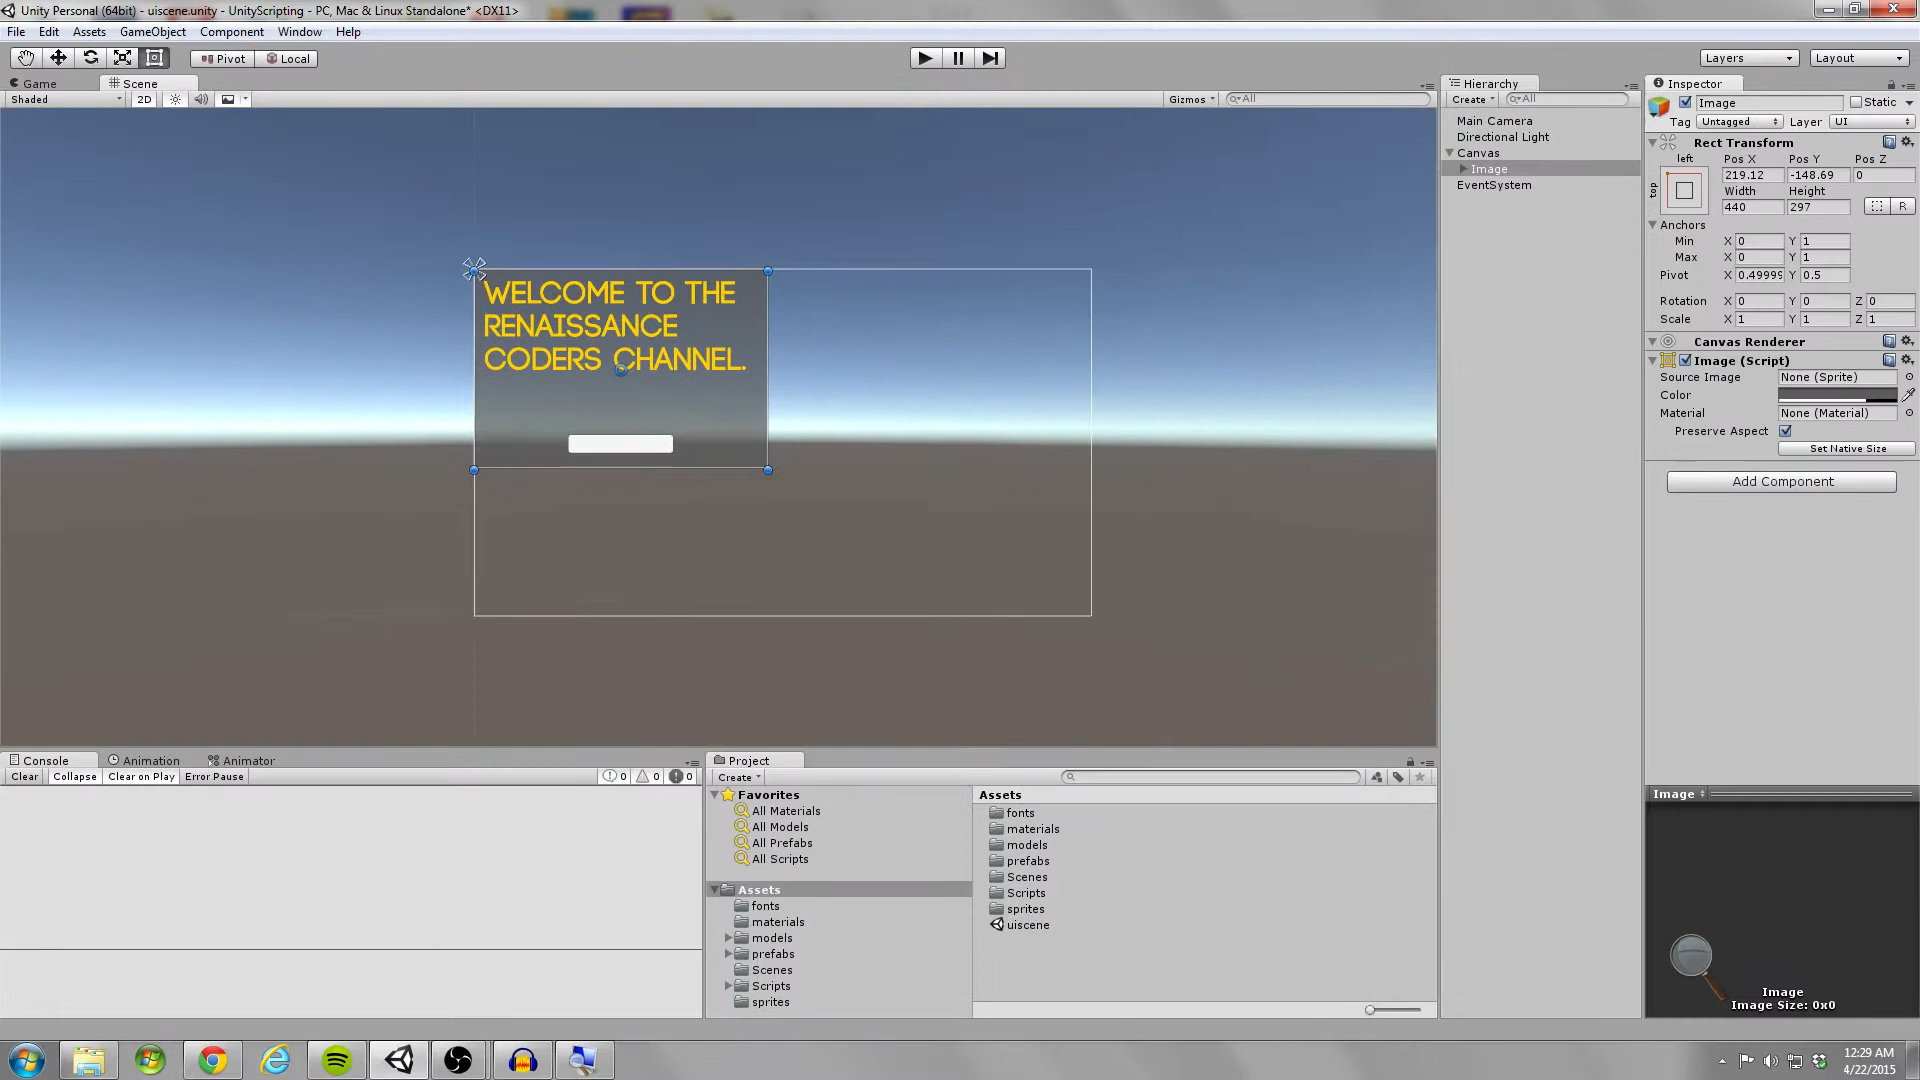 Unity Personal (64bit) - uiscene.unity - UnityScripting - PC, Mac & Linux Standalone* <DX11>
File Edit Assets GameObject Component Window Help
Pivot Local Layers Layout
Game Scene
Shaded 2D Gizmos All
WELCOME TO THE
RENAISSANCE
CODERS CHANNEL.
Hierarchy
Create All
Main Camera
Directional Light
Canvas
Image
EventSystem
Inspector
Image Static
Tag Untagged Layer UI
Rect Transform
left Pos X Pos Y Pos Z
top 219.12 -148.69 0
Width Height
440 297 R
Anchors
Min X 0 Y 1
Max X 0 Y 1
Pivot X 0.49999 Y 0.5
Rotation X 0 Y 0 Z 0
Scale X 1 Y 1 Z 1
Canvas Renderer
Image (Script)
Source Image None (Sprite)
Color
Material None (Material)
Preserve Aspect
Set Native Size
Add Component
Image
Image
Image Size: 0x0
Console Animation Animator
Clear Collapse Clear on Play Error Pause 0 0 0
Project
Create
Favorites
All Materials
All Models
All Prefabs
All Scripts
Assets
fonts
materials
models
prefabs
Scenes
Scripts
sprites
Assets
fonts
materials
models
prefabs
Scenes
Scripts
sprites
uiscene
12:29 AM
4/22/2015